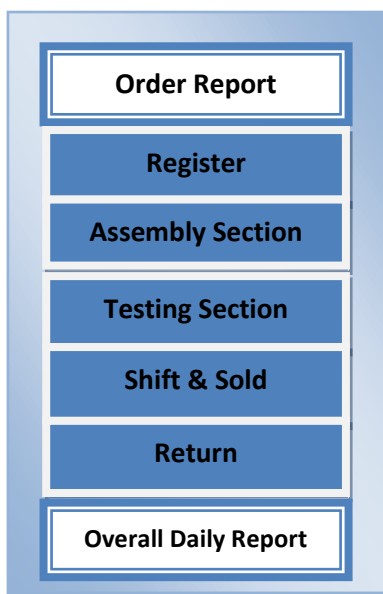 Order Report
Register
Assembly Section
Testing Section
Shift & Sold
Return
Overall Daily Report